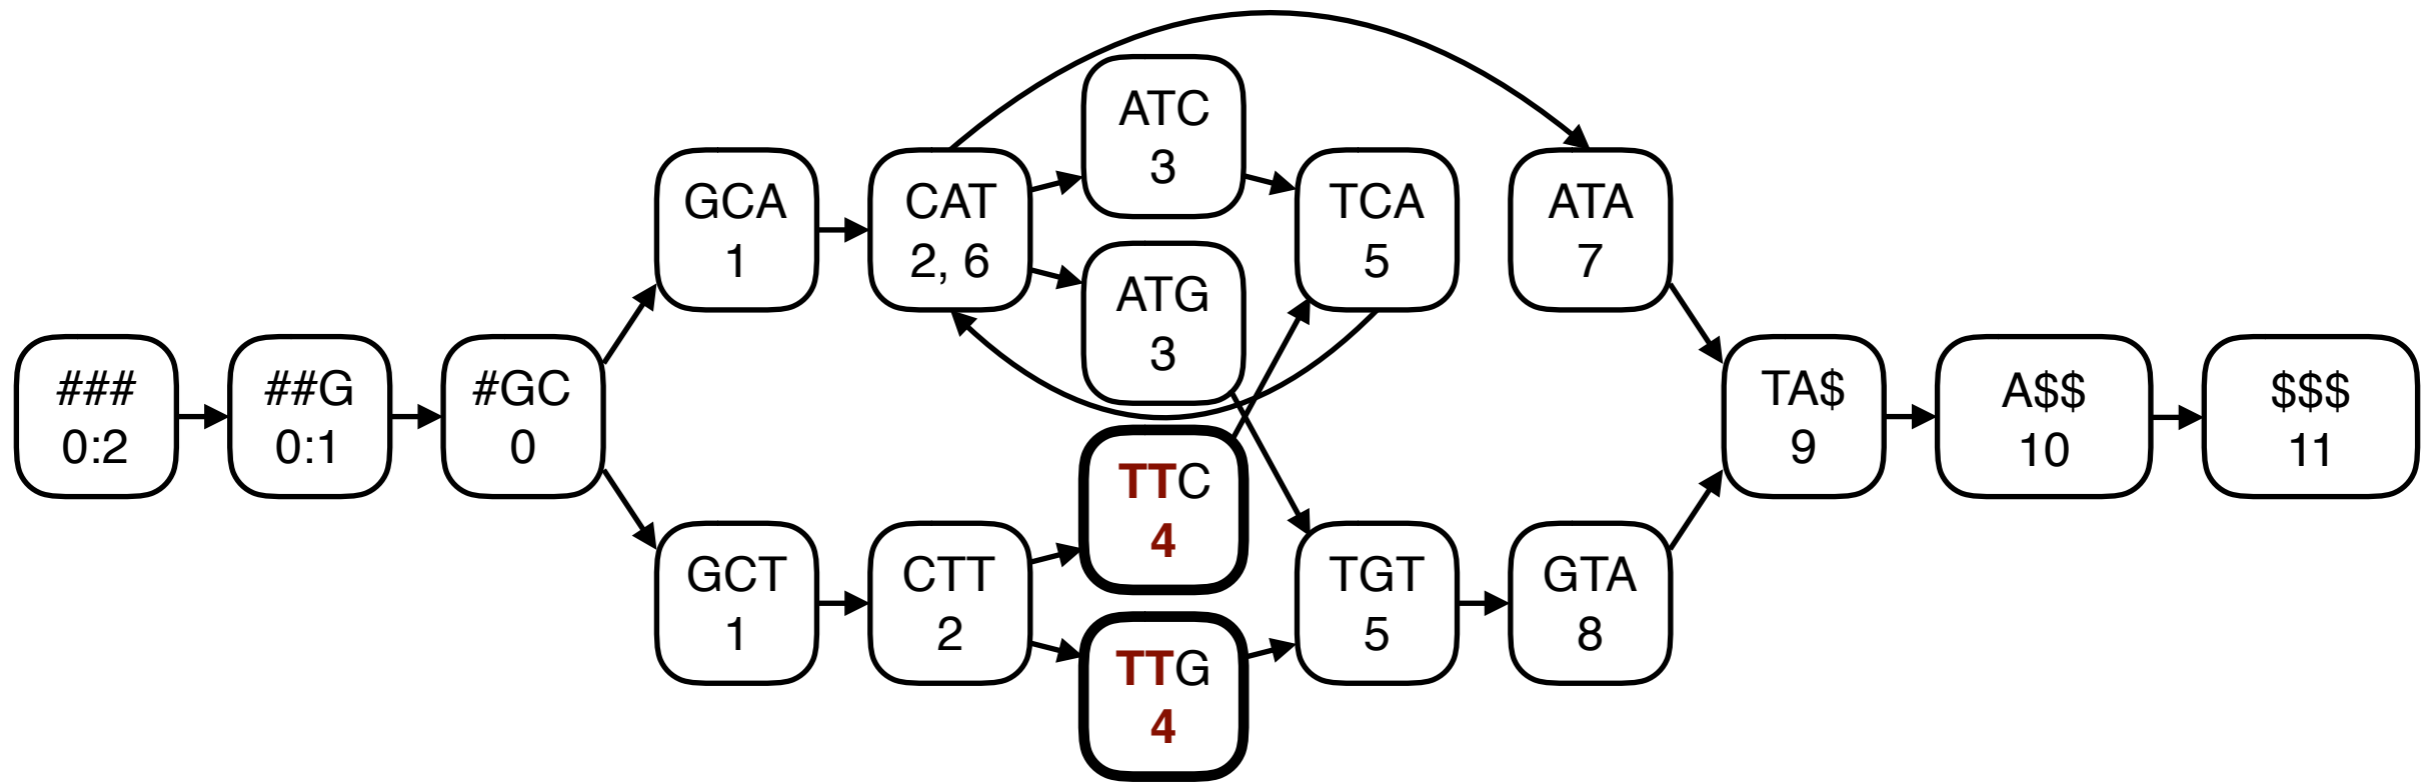 ###
0:2
##G
0:1
#GC
0
GCA
1
GCT
1
CAT
2, 6
CTT
2
ATC
3
ATG
3
TTC
4
TTG
4
TCA
5
TGT
5
ATA
7
GTA
8
TA$
9
A$$
10
$$$
11